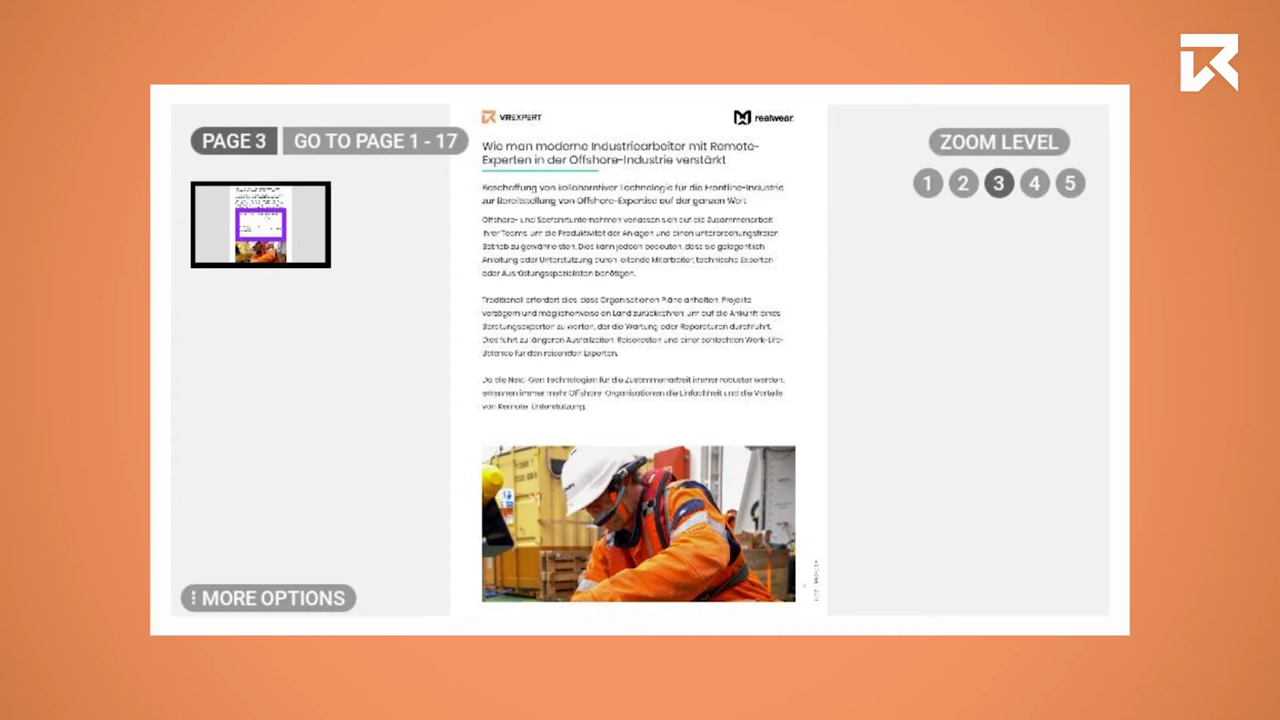 PAGE 3
GO TO PAGE 1 - 17
ZOOM LEVEL
1 2 3 4 5
VREXPERT
realwear
Wie man moderne Industriearbeiter mit Remote-
Experten in der Offshore-Industrie verstärkt
Beschaffung von kollaborativer Technologie für die Frontline-Industrie
zur Bereitstellung von Offshore-Expertise auf der ganzen Welt
Offshore- und Seefahrtunternehmen verlassen sich auf die Zusammenarbeit
ihrer Teams, um die Produktivität der Anlagen und einen unterbrechungsfreien
Betrieb zu gewährleisten. Dies kann jedoch bedeuten, dass sie gelegentlich
Anleitung oder Unterstützung durch leitende Mitarbeiter, technische Experten
oder Ausrüstungsspezialisten benötigen.
Traditionell erfordert dies, dass Organisationen Pläne anhalten, Projekte
verzögern und möglicherweise an Land zurückkehren, um auf die Ankunft eines
Beratungsexperten zu warten, der die Wartung oder Reparaturen durchführt.
Dies führt zu längeren Ausfallzeiten, Reisekosten und einer schlechten Work-Life-
Balance für den reisenden Experten.
Da die Next-Gen-Technologien für die Zusammenarbeit immer robuster werden,
erkennen immer mehr Offshore-Organisationen die Einfachheit und die Vorteile
von Remote-Unterstützung.
MORE OPTIONS